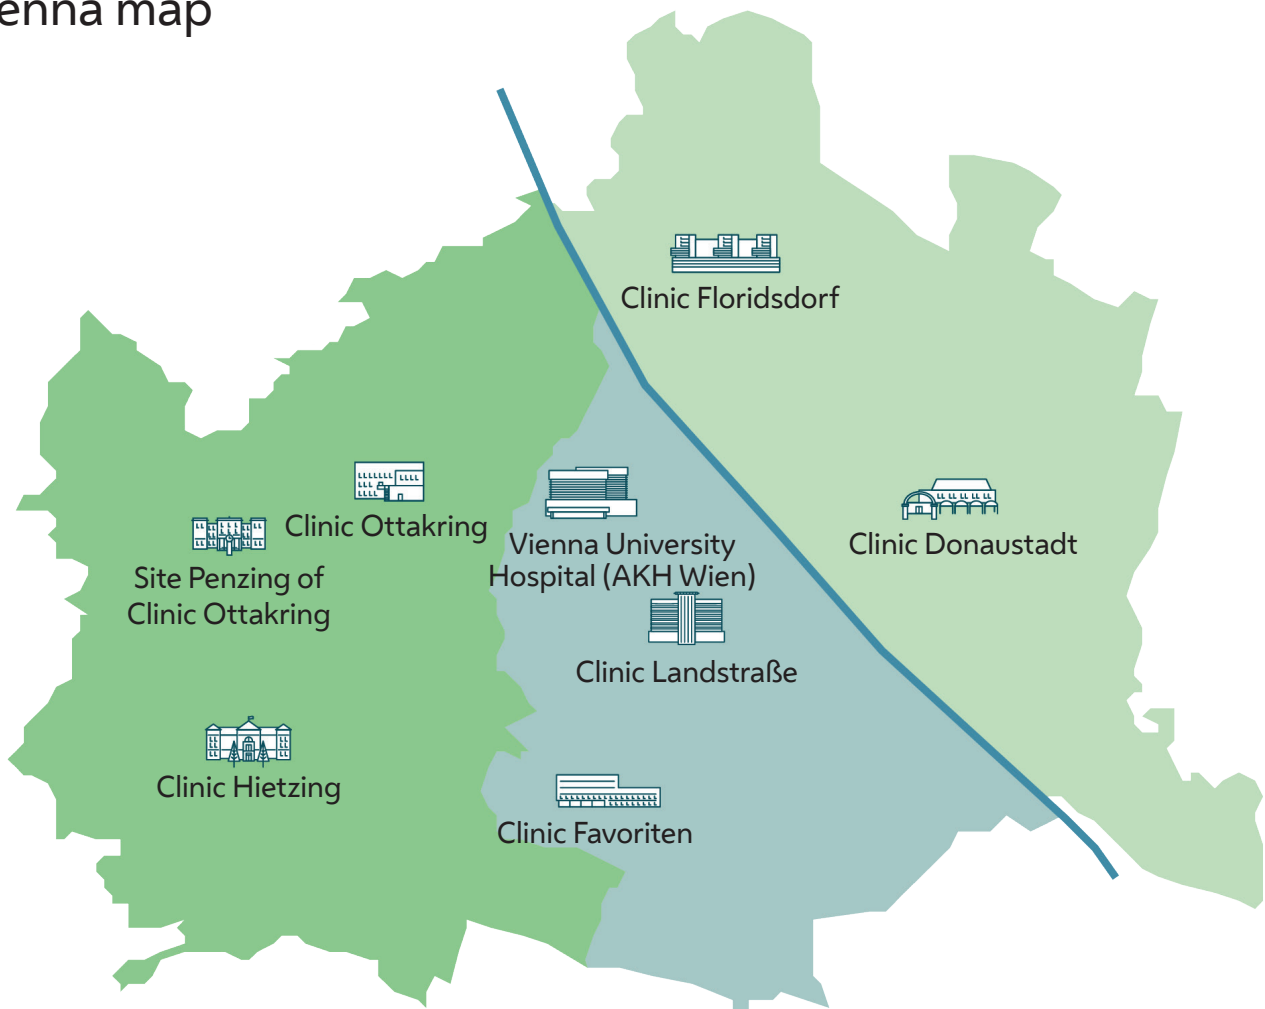 enna map
Clinic Floridsdorf
Clinic Ottakring
Vienna University
Hospital (AKH Wien)
Clinic Donaustadt
Site Penzing of
Clinic Ottakring
Clinic Landstraße
Clinic Hietzing
Clinic Favoriten